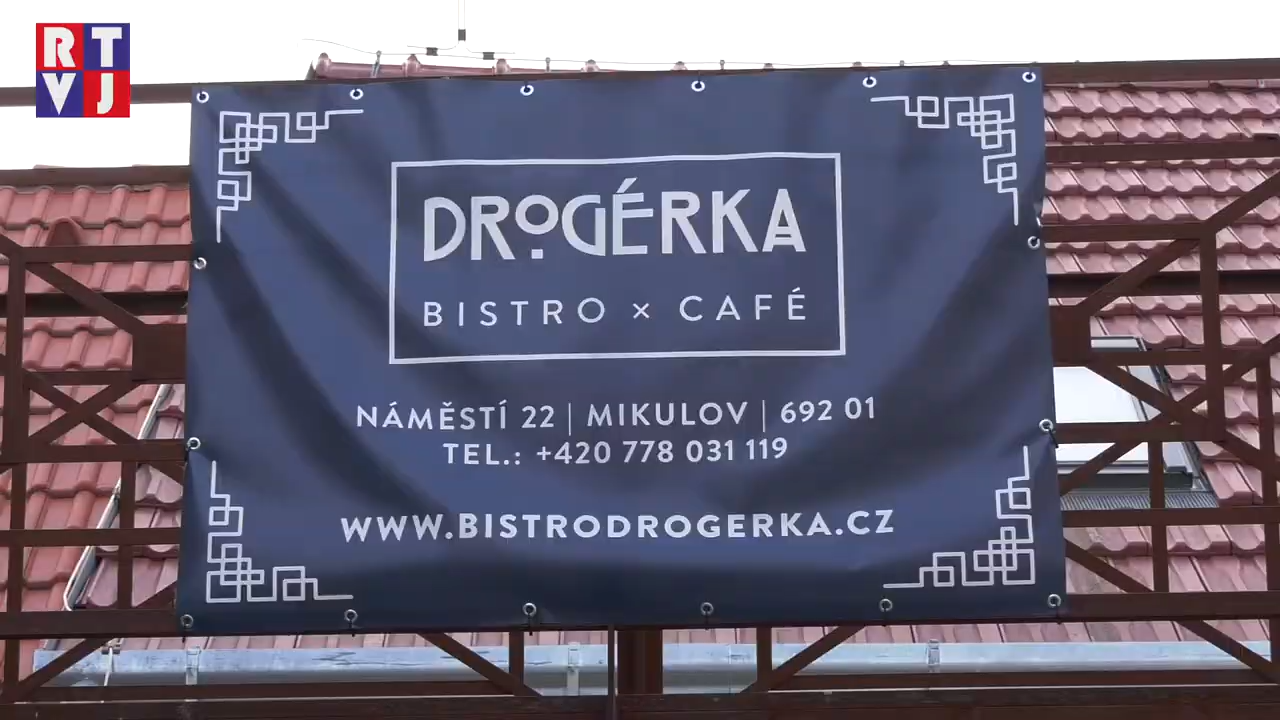 RT
VJ
DROGÉRKA
BISTRO × CAFÉ
NÁMĚSTÍ 22 | MIKULOV | 692 01
TEL.: +420 778 031 119
WWW.BISTRODROGERKA.CZ